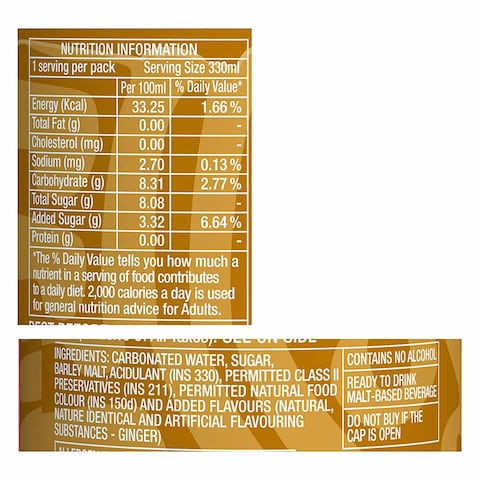 NUTRITION INFORMATION
1 serving per pack Serving Size 330ml
Per 100ml % Daily Value*
Energy (Kcal) 33.25 1.66 %
Total Fat (g) 0.00 -
Cholesterol (mg) 0.00 -
Sodium (mg) 2.70 0.13 %
Carbohydrate (g) 8.31 2.77 %
Total Sugar (g) 8.08 -
Added Sugar (g) 3.32 6.64 %
Protein (g) 0.00 -
*The % Daily Value tells you how much a
nutrient in a serving of food contributes
to a daily diet. 2,000 calories a day is used
for general nutrition advice for Adults.
SEE ON SIDE
INGREDIENTS: CARBONATED WATER, SUGAR,
BARLEY MALT, ACIDULANT (INS 330), PERMITTED CLASS II
PRESERVATIVES (INS 211), PERMITTED NATURAL FOOD
COLOUR (INS 150d) AND ADDED FLAVOURS (NATURAL,
NATURE IDENTICAL AND ARTIFICIAL FLAVOURING
SUBSTANCES - GINGER)
CONTAINS NO ALCOHOL
READY TO DRINK
MALT-BASED BEVERAGE
DO NOT BUY IF THE
CAP IS OPEN